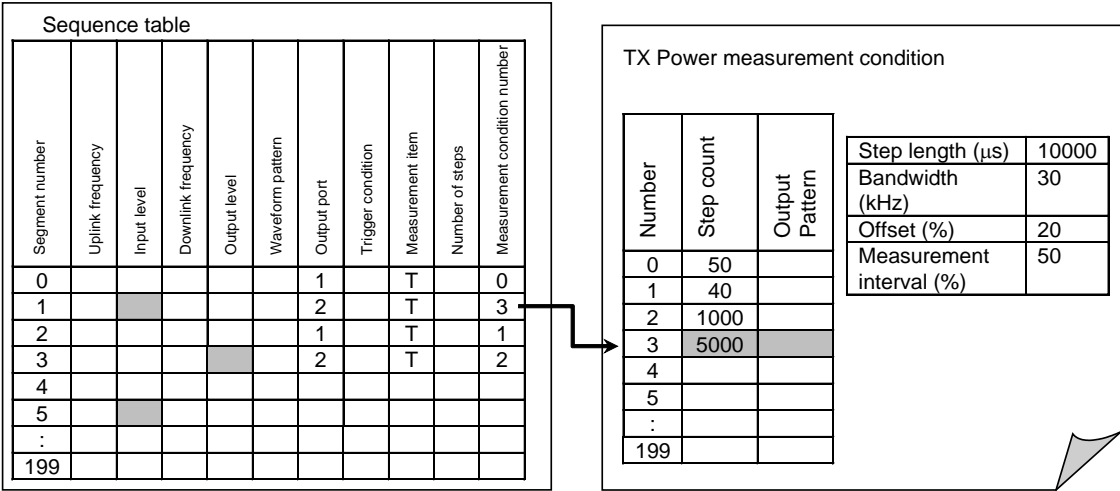 Sequence table
Segment number
Uplink frequency
Input level
Downlink frequency
Output level
Waveform pattern
Output port
Trigger condition
Measurement item
Number of steps
Measurement condition number
0 1 T 0
1 2 T 3
2 1 T 1
3 2 T 2
4
5
:
199
TX Power measurement condition
Number
Step count
Output
Pattern
0 50
1 40
2 1000
3 5000
4
5
:
199
Step length (μs) 10000
Bandwidth 30
(kHz)
Offset (%) 20
Measurement 50
interval (%)